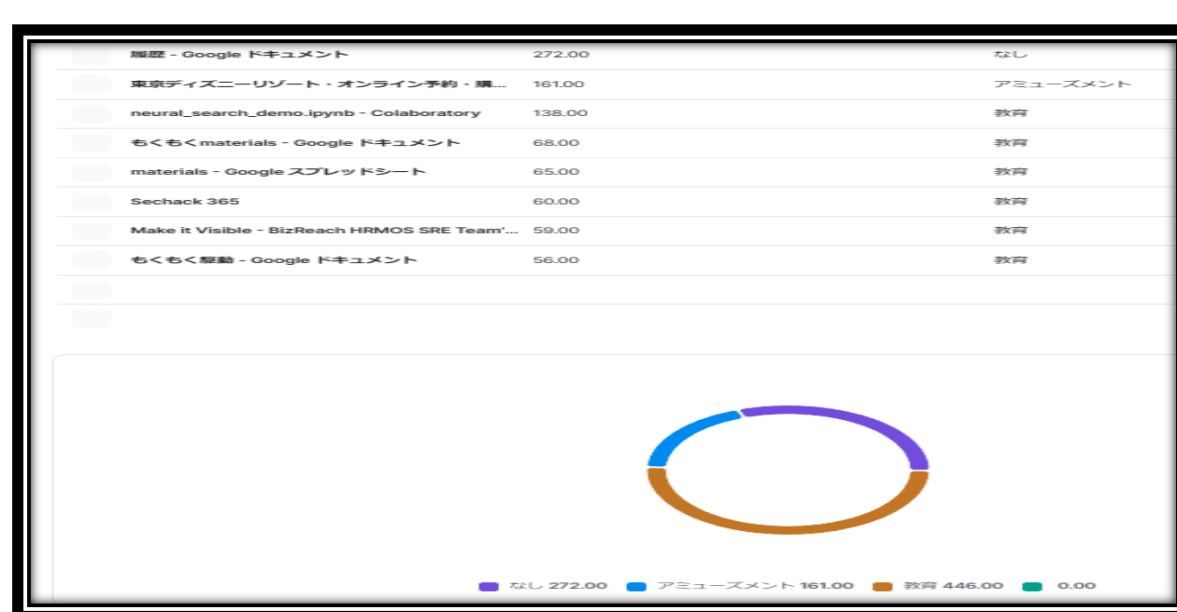 履歴 - Google ドキュメント 272.00 なし
東京ディズニーリゾート・オンライン予約・購... 161.00 アミューズメント
neural_search_demo.ipynb - Colaboratory 138.00 教育
もくもくmaterials - Google ドキュメント 68.00 教育
materials - Google スプレッドシート 65.00 教育
Sechack 365 60.00 教育
Make it Visible - BizReach HRMOS SRE Team'... 59.00 教育
もくもく駆動 - Google ドキュメント 56.00 教育
なし 272.00 アミューズメント 161.00 教育 446.00 0.00